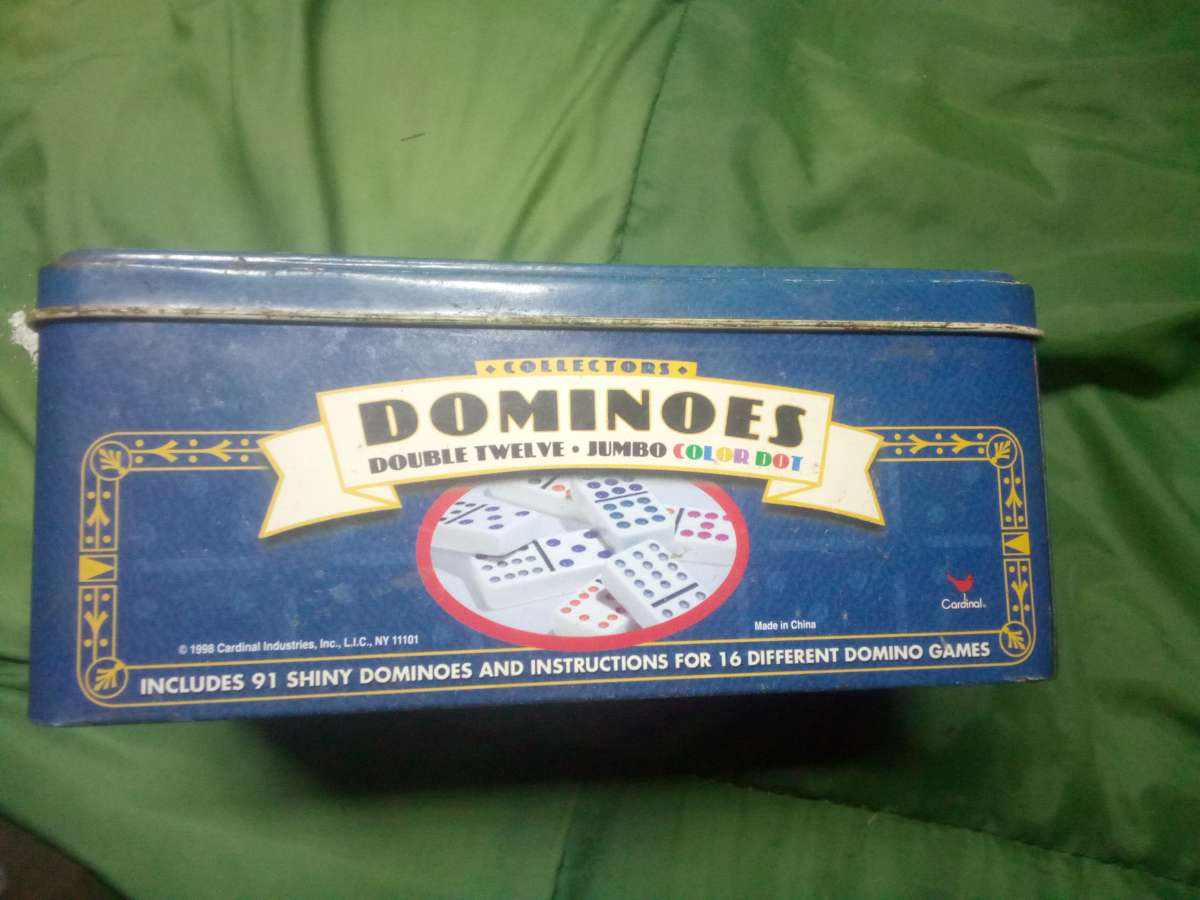 COLLECTORS
DOMINOES
DOUBLE TWELVE • JUMBO COLOR DOT
Cardinal®
Made in China
© 1998 Cardinal Industries, Inc., L.I.C., NY 11101
INCLUDES 91 SHINY DOMINOES AND INSTRUCTIONS FOR 16 DIFFERENT DOMINO GAMES